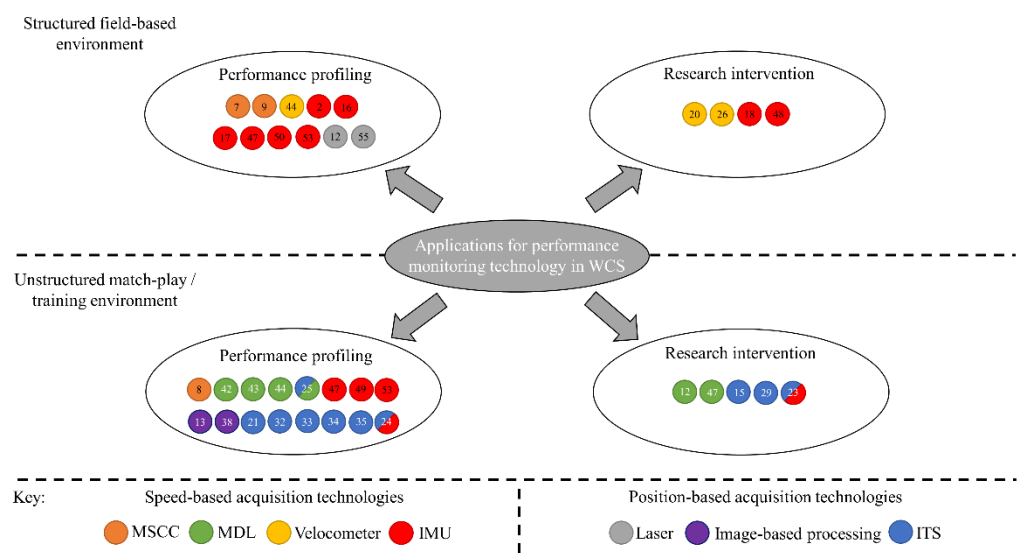 Structured field-based
environment
Performance profiling
7 9 44 2 16
17 47 50 53 12 55
Research intervention
20 26 18 48
Applications for performance
monitoring technology in WCS
Unstructured match-play /
training environment
Performance profiling
8 42 43 44 25 47 49 53
13 38 21 32 33 34 35 24
Research intervention
12 47 15 29 23
Key:
Speed-based acquisition technologies
MSCC MDL Velocometer IMU
Position-based acquisition technologies
Laser Image-based processing ITS